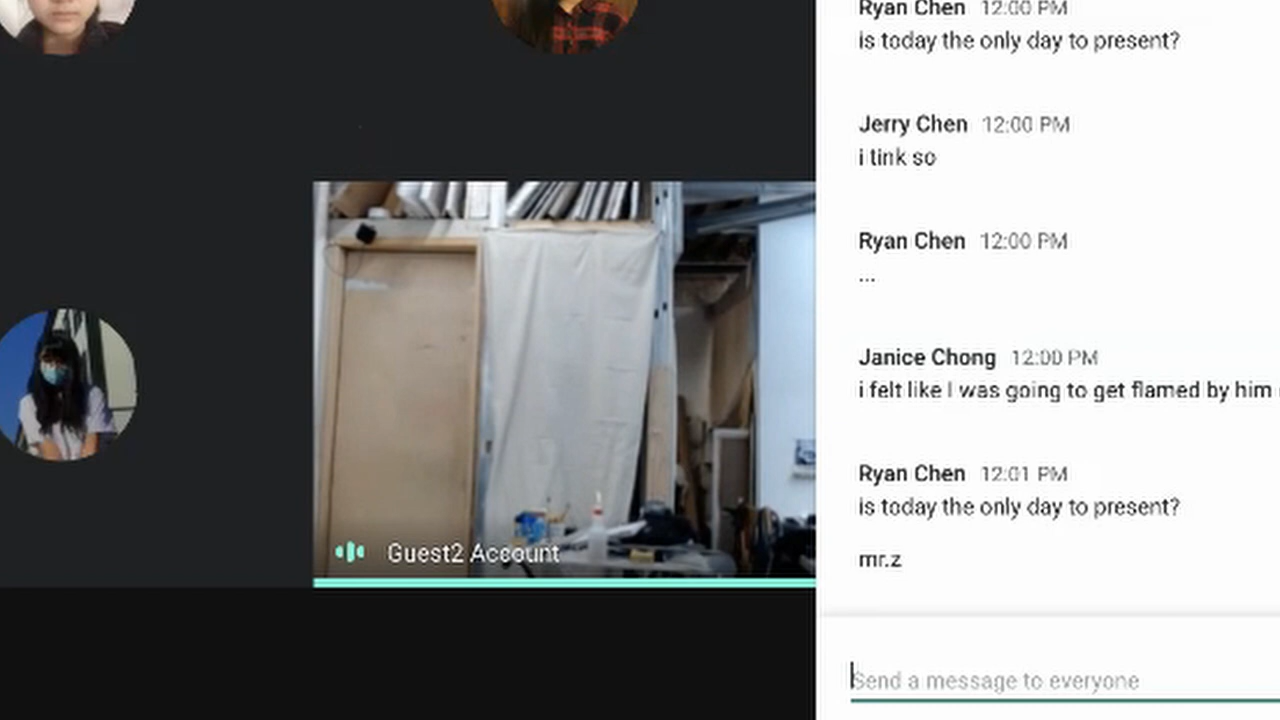 Ryan Chen 12:00 PM
is today the only day to present?
Jerry Chen 12:00 PM
i tink so
Ryan Chen 12:00 PM
...
Janice Chong 12:00 PM
i felt like I was going to get flamed by him
Ryan Chen 12:01 PM
is today the only day to present?
mr.z
Send a message to everyone
Guest2 Account